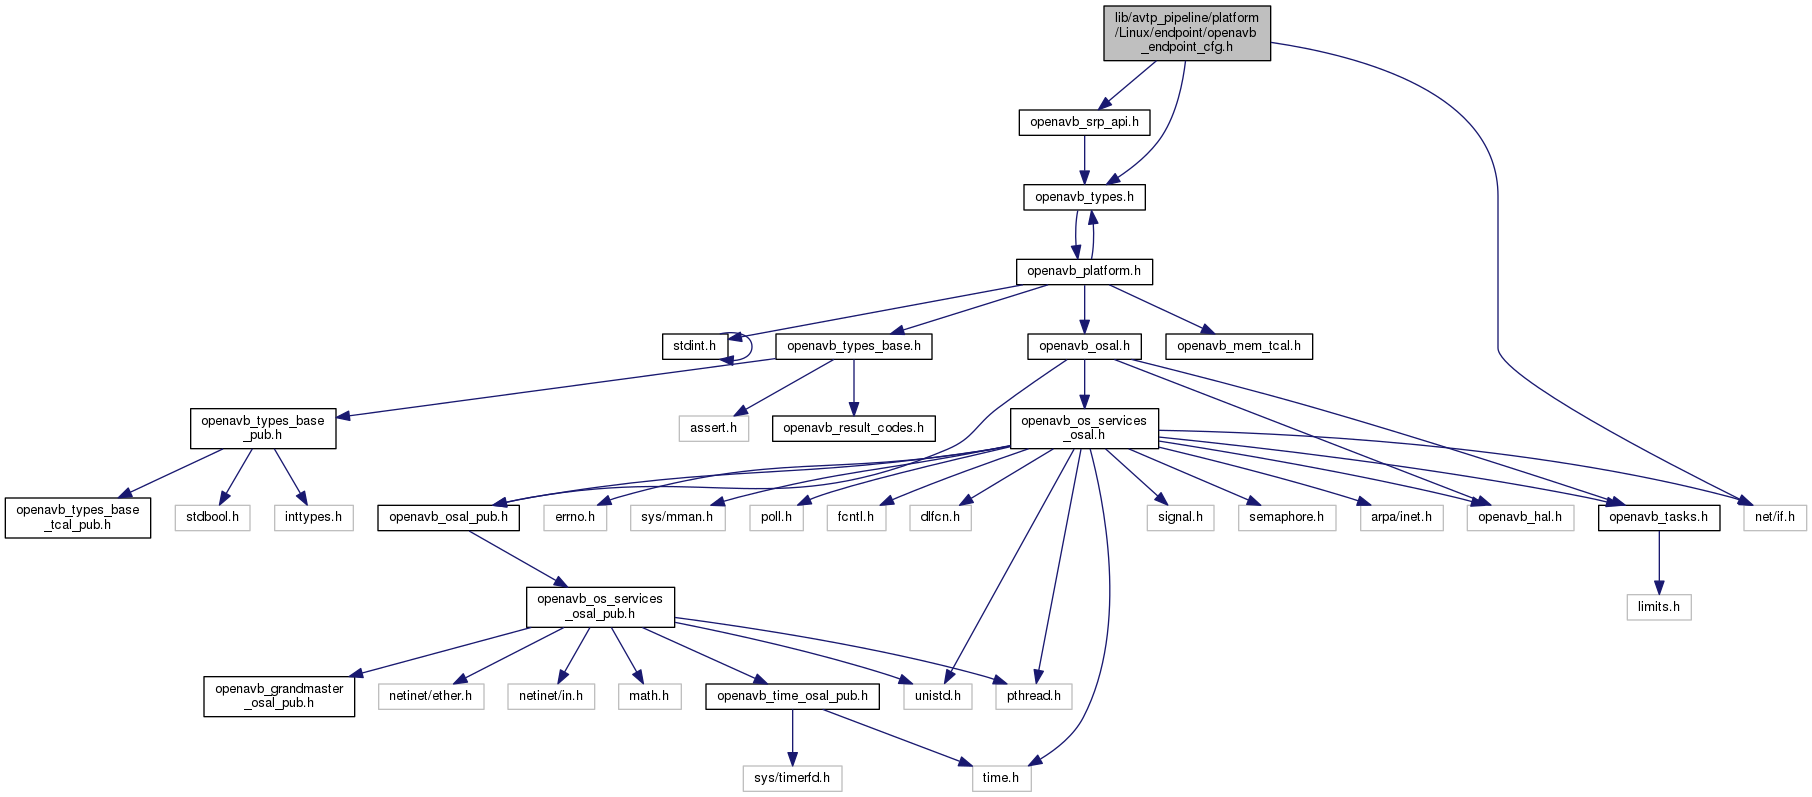 lib/avtp_pipeline/platform
/Linux/endpoint/openavb
_endpoint_cfg.h
openavb_srp_api.h
openavb_types.h
openavb_platform.h
stdint.h
openavb_types_base.h
openavb_osal.h
openavb_mem_tcal.h
openavb_types_base
_pub.h
assert.h
openavb_result_codes.h
openavb_os_services
_osal.h
openavb_types_base
_tcal_pub.h
stdbool.h
inttypes.h
openavb_osal_pub.h
errno.h
sys/mman.h
poll.h
fcntl.h
dlfcn.h
signal.h
semaphore.h
arpa/inet.h
openavb_hal.h
openavb_tasks.h
net/if.h
openavb_os_services
_osal_pub.h
limits.h
openavb_grandmaster
_osal_pub.h
netinet/ether.h
netinet/in.h
math.h
openavb_time_osal_pub.h
unistd.h
pthread.h
sys/timerfd.h
time.h